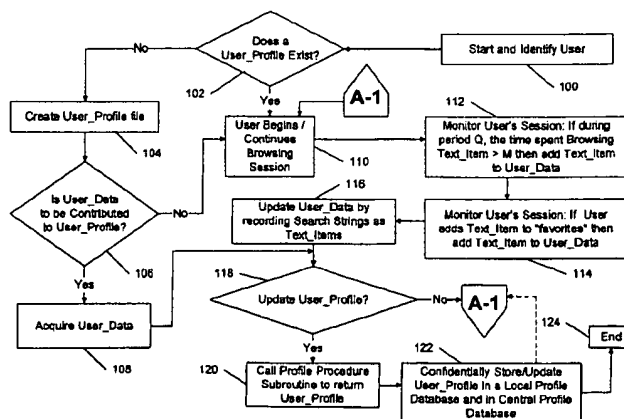 No
Does a
User_Profile Exist?
Start and Identify User
102
100
Yes
A-1
112
Create User_Profile file
104
User Begins /
Continues
Browsing
Session
110
Monitor User's Session: If during
period Q, the time spent Browsing
Text_Item > M then add Text_Item
to User_Data
116
Is
User_Data
to be Contributed
to User_Profile?
No
106
Update User_Data by
recording Search Strings as
Text_Items
Monitor User's Session: If User
adds Text_Item to "favorites" then
add Text_Item to User_Data
114
118
Yes
Update User_Profile?
No
A-1
124
End
Acquire User_Data
108
Yes
122
120
Call Profile Procedure
Subroutine to return
User_Profile
Confidentially Store/Update
User_Profile in a Local Profile
Database and in Central Profile
Database